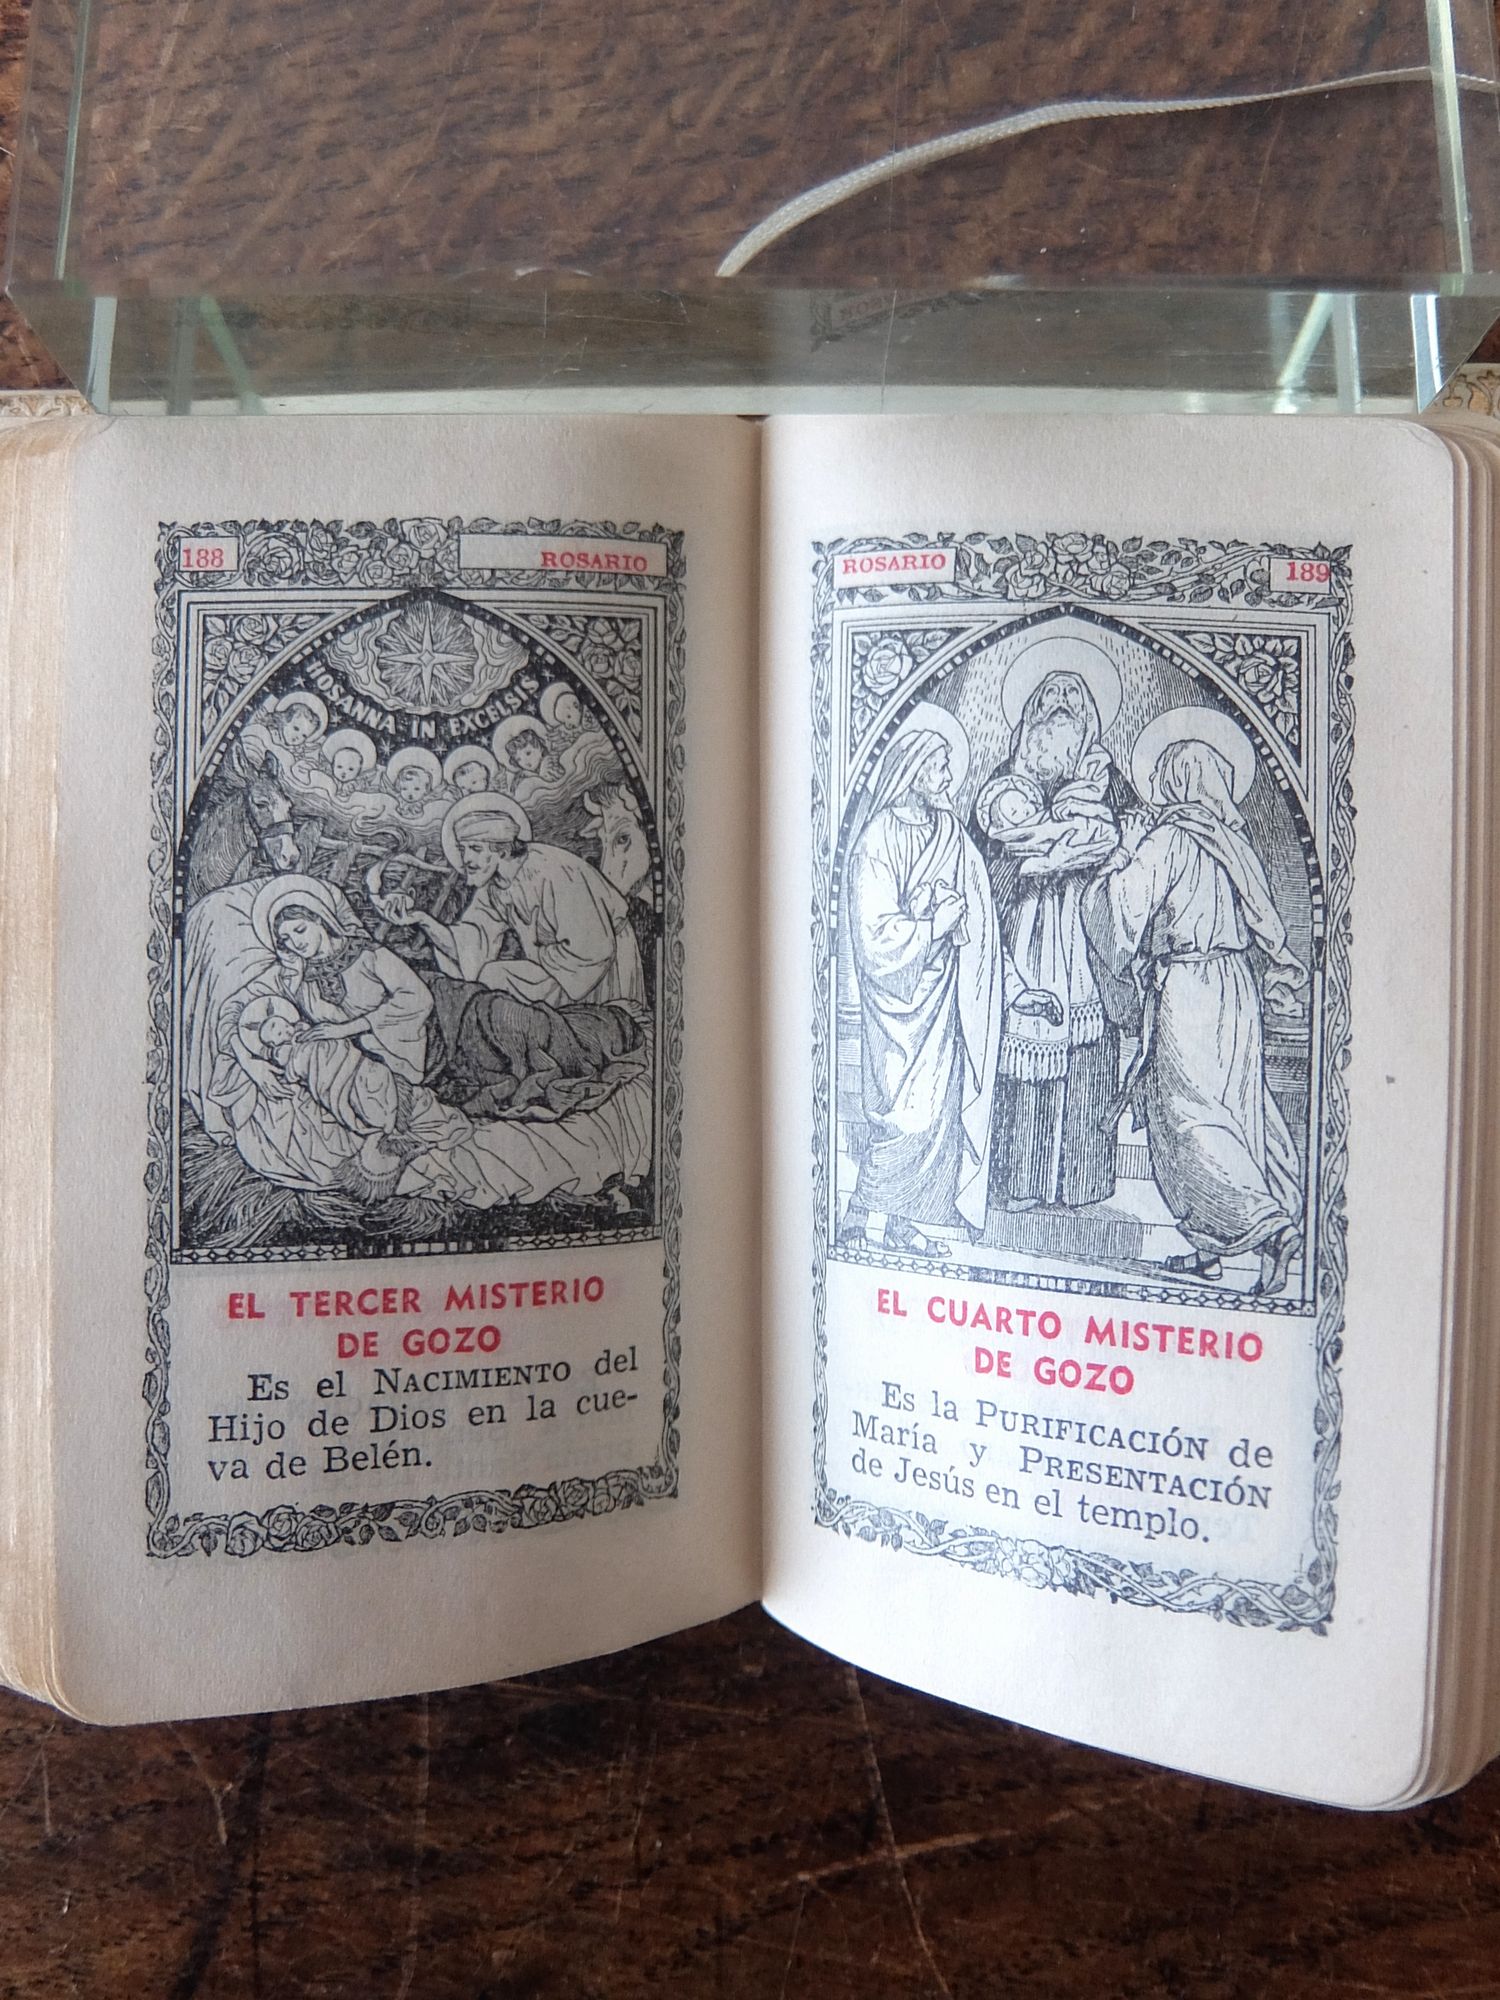 188
ROSARIO
HOSANNA IN EXCELSIS
EL TERCER MISTERIO
DE GOZO
Es el NACIMIENTO del
Hijo de Dios en la cue-
va de Belén.
ROSARIO
189
EL CUARTO MISTERIO
DE GOZO
Es la PURIFICACIÓN de
María y PRESENTACIÓN
de Jesús en el templo.